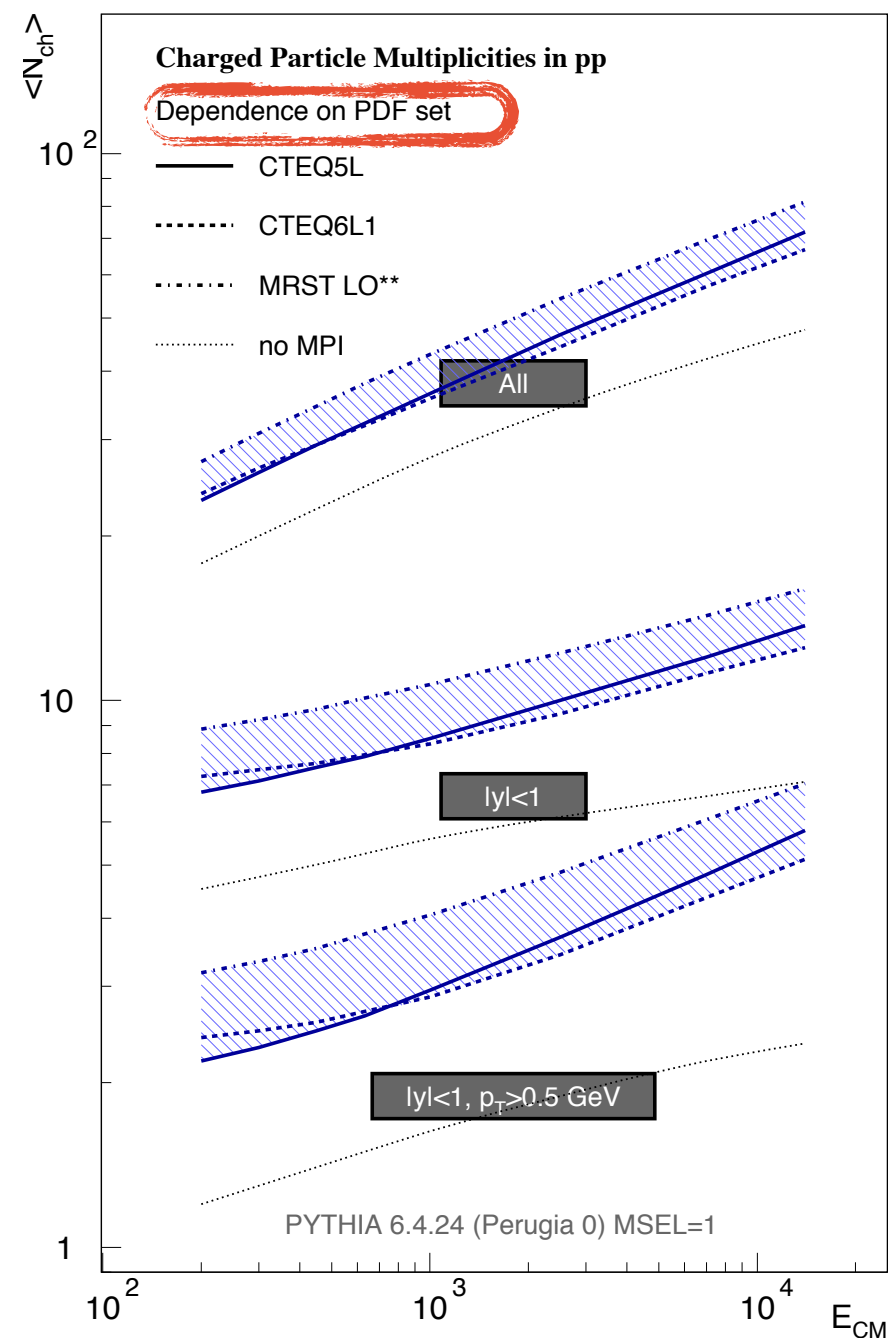 <N_ch>
Charged Particle Multiplicities in pp
Dependence on PDF set
10^2
CTEQ5L
CTEQ6L1
MRST LO**
no MPI
All
10
|y|<1
|y|<1, p_T>0.5 GeV
PYTHIA 6.4.24 (Perugia 0) MSEL=1
1
10^2 10^3 10^4
E_CM